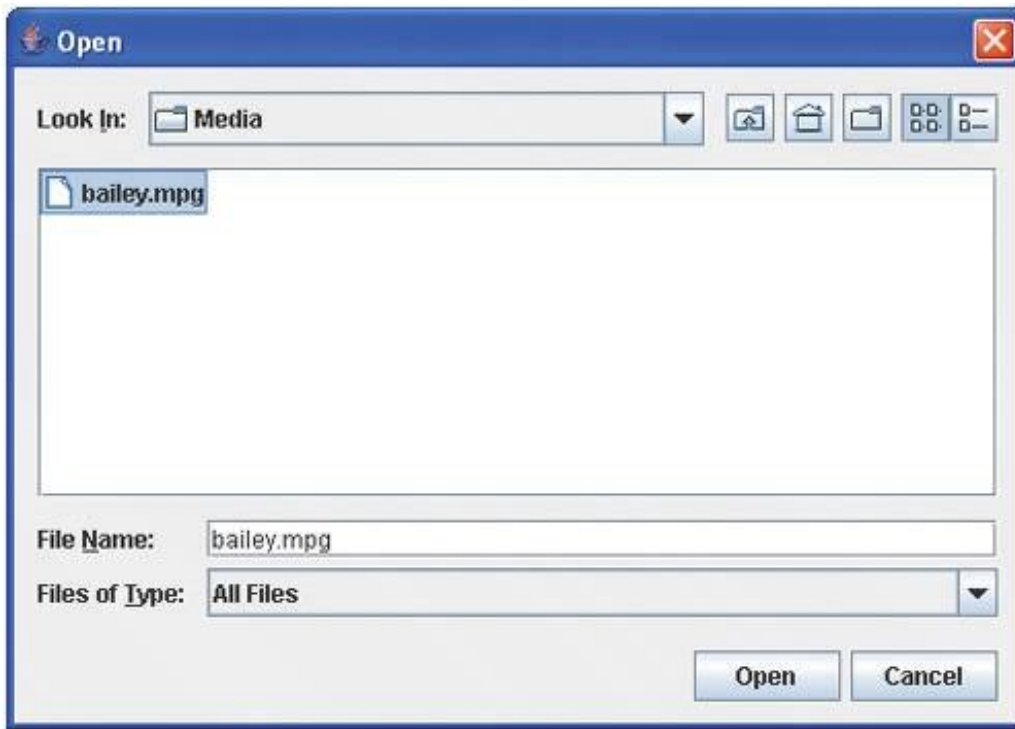 Open
Look In: Media
bailey.mpg
File Name: bailey.mpg
Files of Type: All Files
Open Cancel